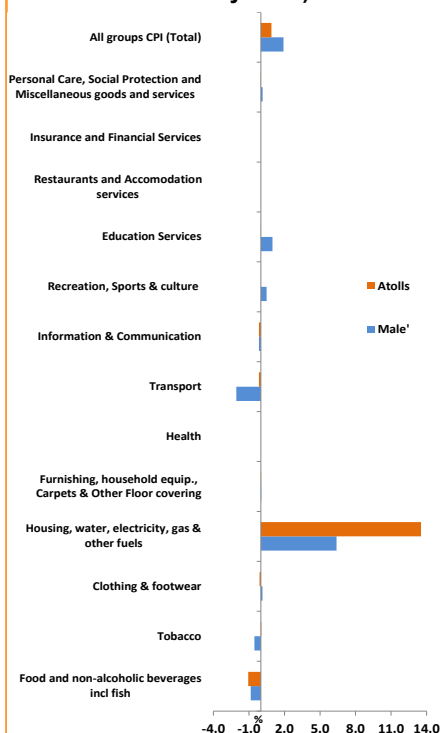 All groups CPI (Total)
Personal Care, Social Protection and
Miscellaneous goods and services
Insurance and Financial Services
Restaurants and Accomodation
services
Education Services
Recreation, Sports & culture
Atolls
Information & Communication
Male'
Transport
Health
Furnishing, household equip.,
Carpets & Other Floor covering
Housing, water, electricity, gas &
other fuels
Clothing & footwear
Tobacco
Food and non-alcoholic beverages
incl fish
%
-4.0 -1.0 2.0 5.0 8.0 11.0 14.0